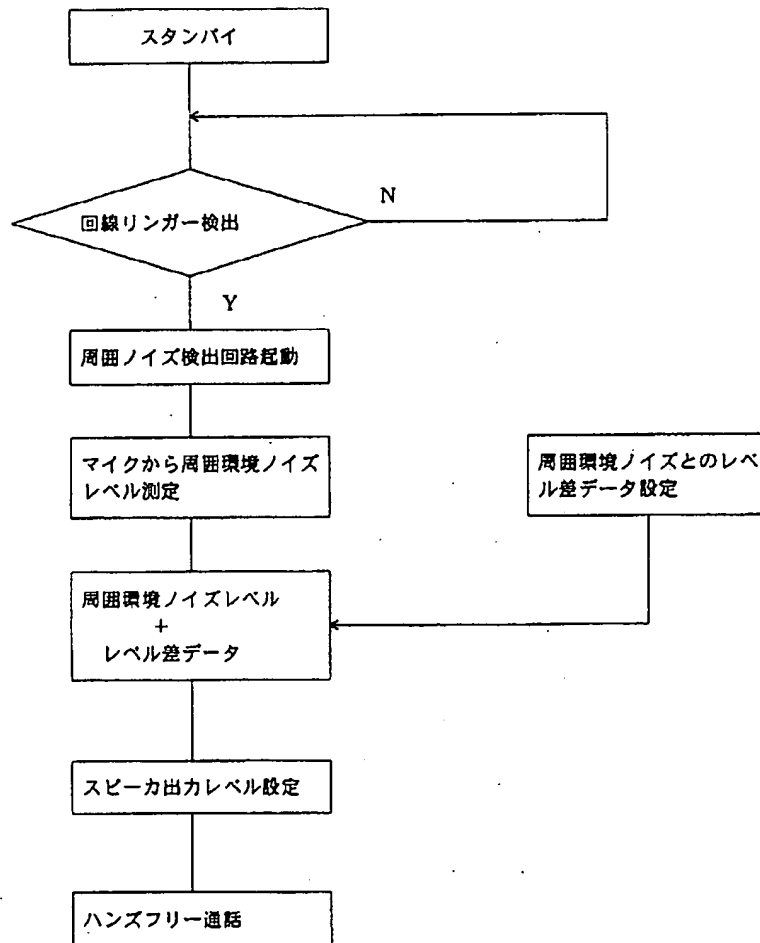 スタンバイ
回線リンガー検出
N
Y
周囲ノイズ検出回路起動
マイクから周囲環境ノイズ
レベル測定
周囲環境ノイズとのレベ
ル差データ設定
周囲環境ノイズレベル
+
レベル差データ
スピーカ出力レベル設定
ハンズフリー通話